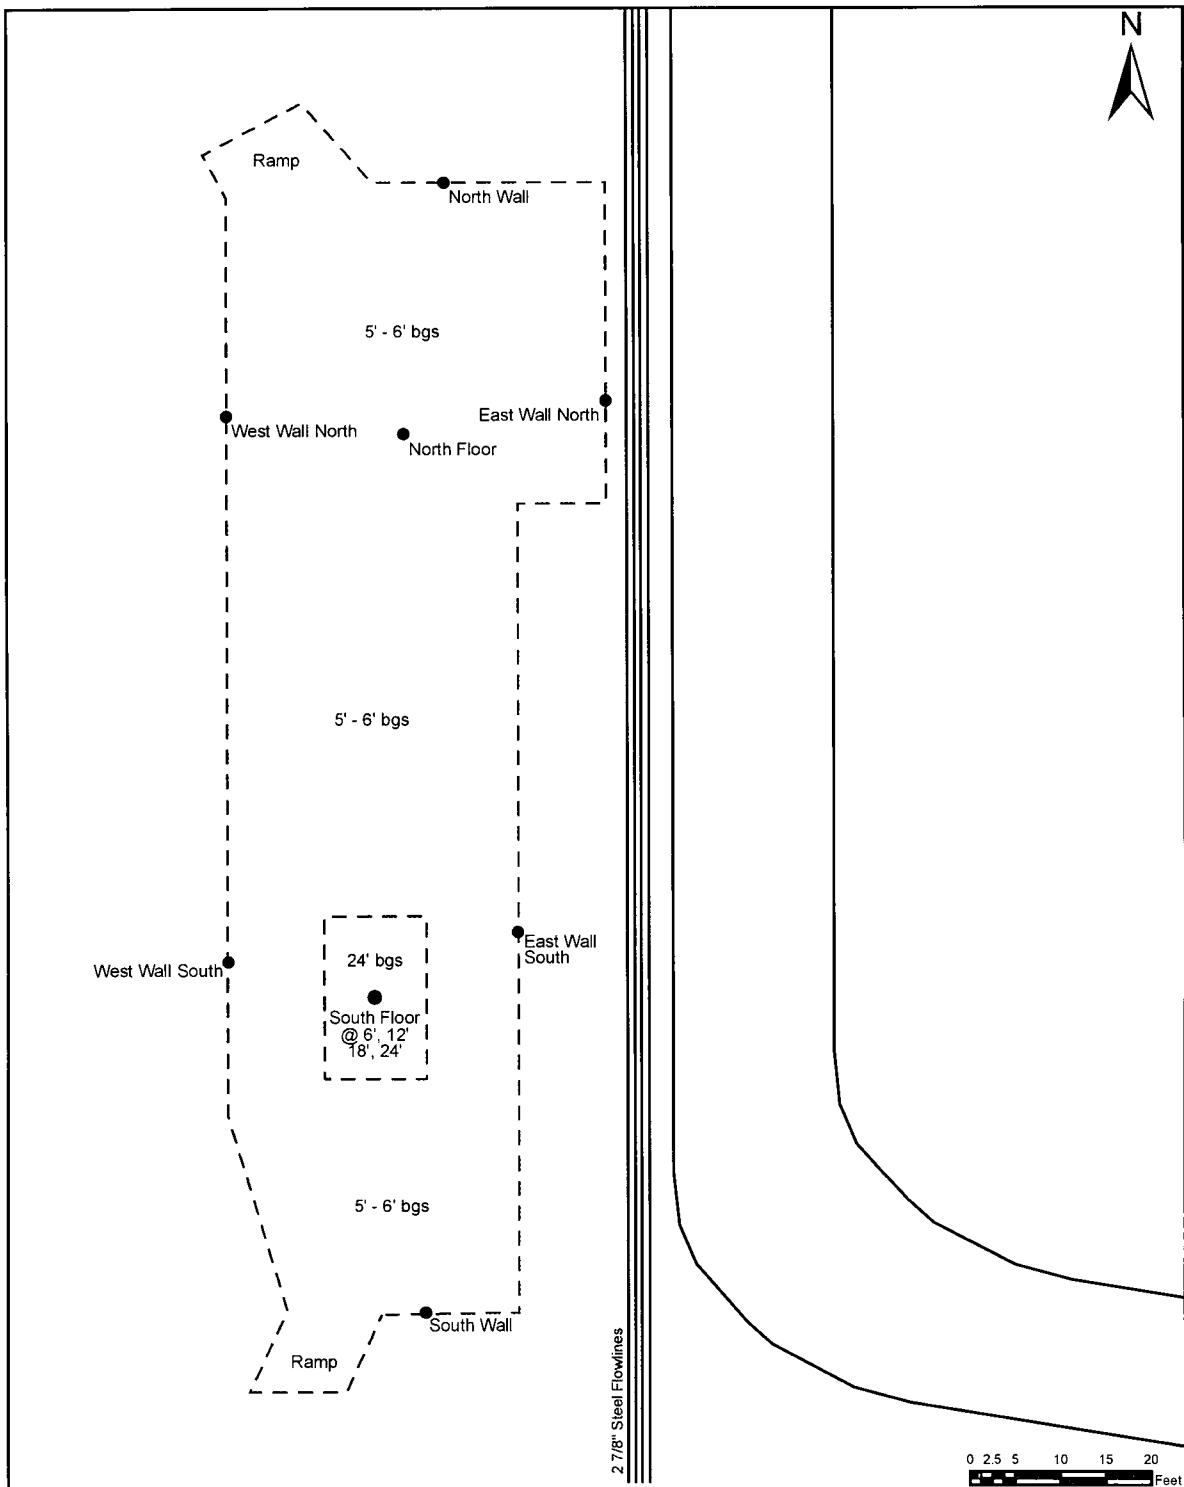 N
Ramp
North Wall
5' - 6' bgs
East Wall North
West Wall North
North Floor
5' - 6' bgs
East Wall
South
24' bgs
West Wall South
South Floor
@ 6', 12'
18', 24'
5' - 6' bgs
South Wall
Ramp
2 7/8" Steel Flowlines
0 2.5 5 10 15 20
Feet